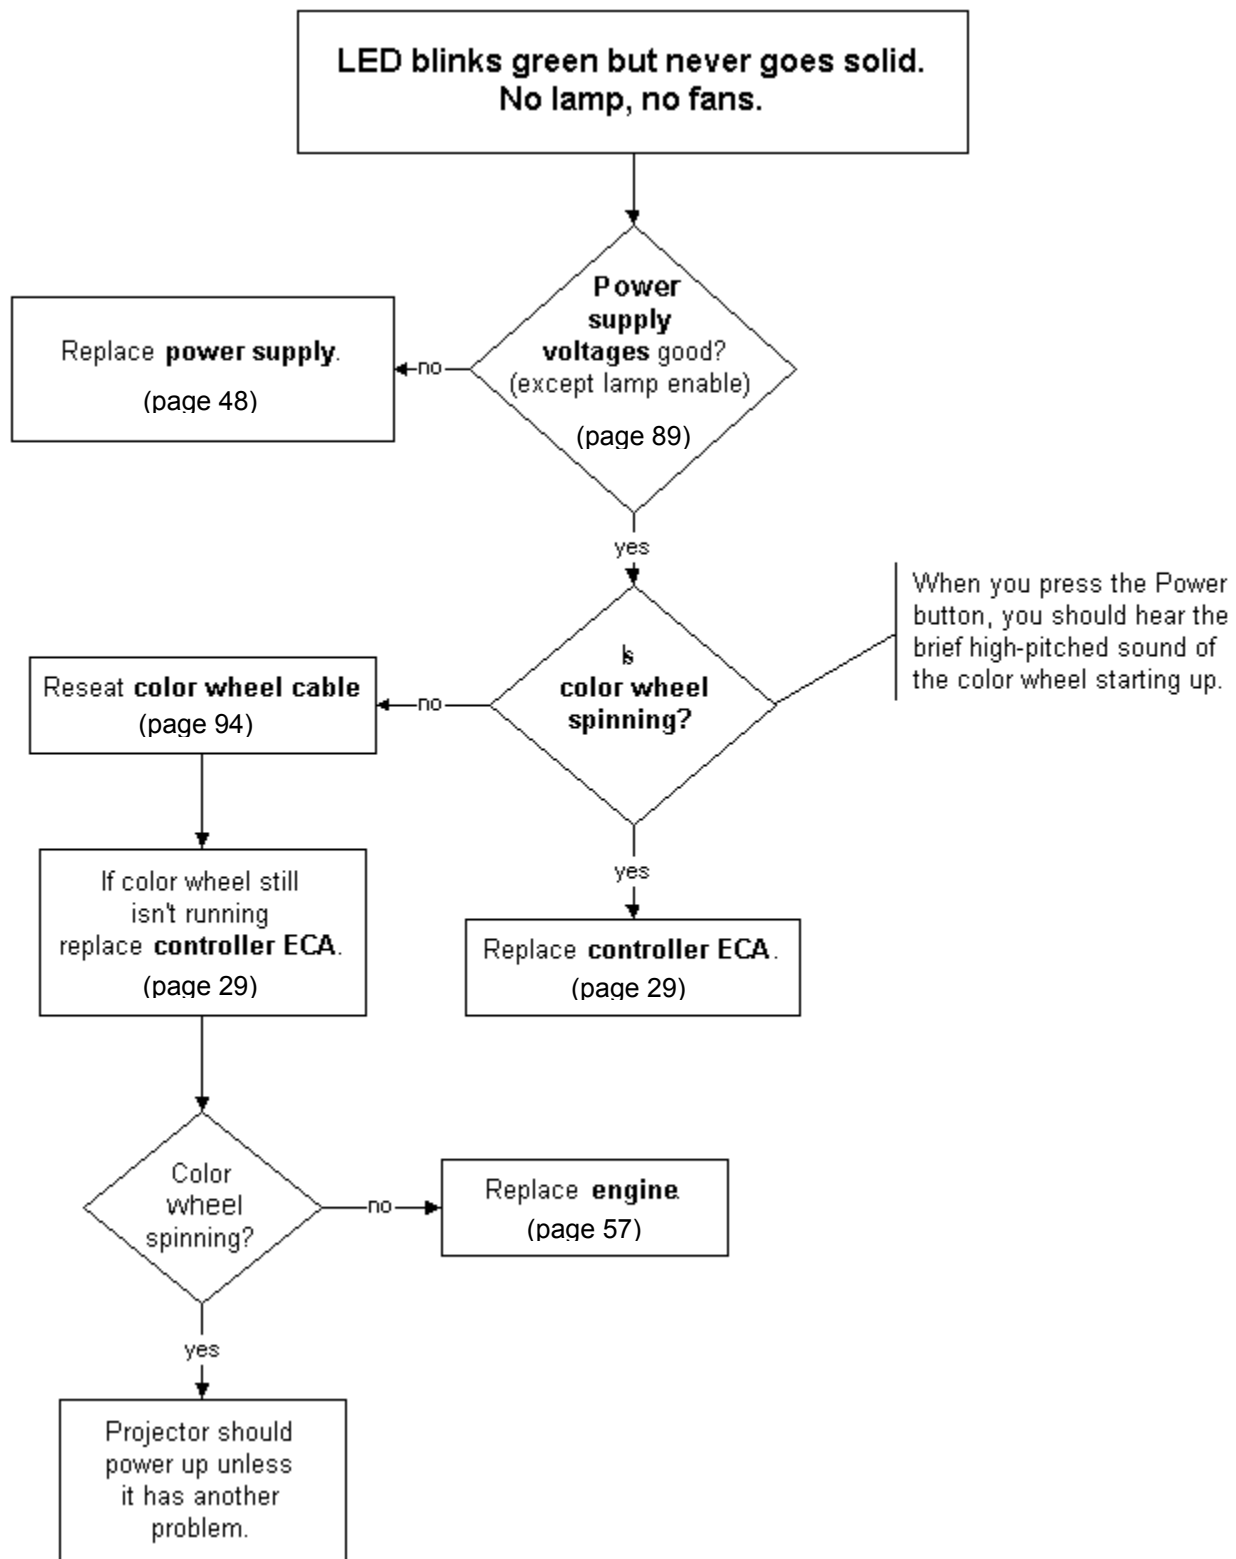 LED blinks green but never goes solid.
No lamp, no fans.
Power
supply
voltages good?
(except lamp enable)
(page 89)
no
Replace power supply.
(page 48)
yes
Is
color wheel
spinning?
When you press the Power
button, you should hear the
brief high-pitched sound of
the color wheel starting up.
no
Reseat color wheel cable
(page 94)
yes
Replace controller ECA.
(page 29)
If color wheel still
isn't running
replace controller ECA.
(page 29)
Color
wheel
spinning?
no
Replace engine
(page 57)
yes
Projector should
power up unless
it has another
problem.